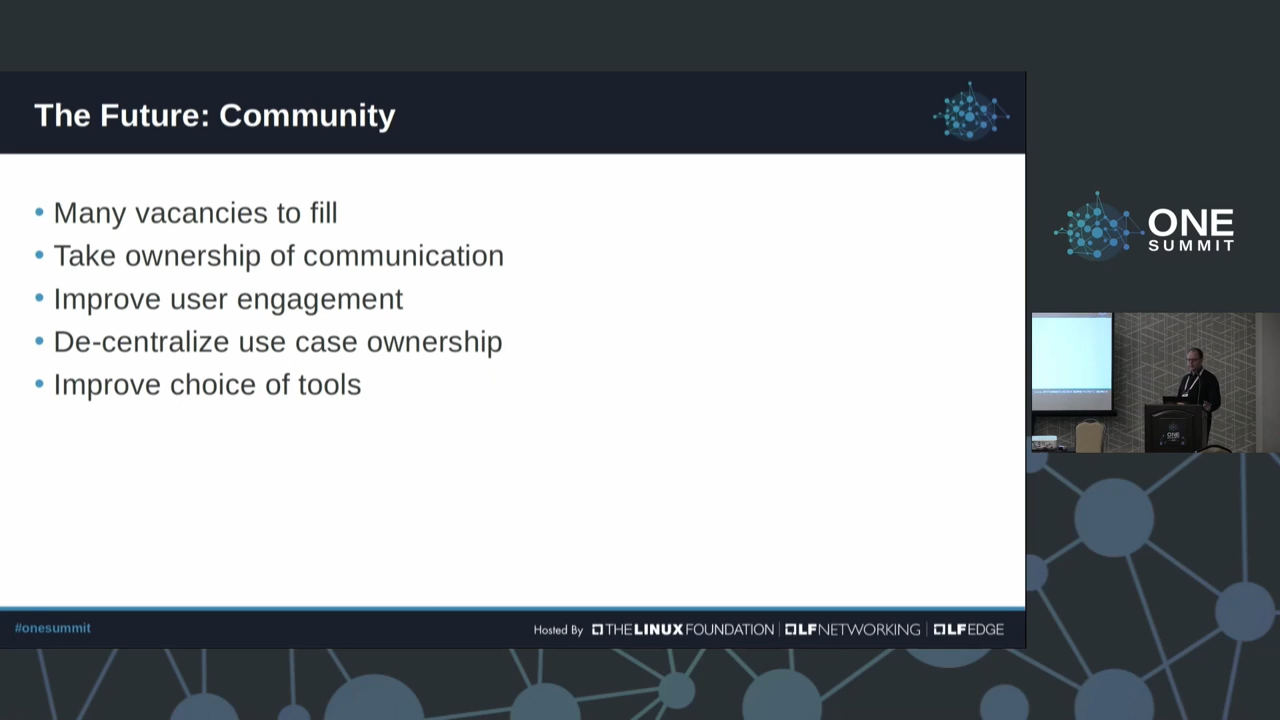 The Future: Community
• Many vacancies to fill
• Take ownership of communication
• Improve user engagement
• De-centralize use case ownership
• Improve choice of tools
#onesummit
Hosted By THE LINUX FOUNDATION | LF NETWORKING | LF EDGE
ONE
SUMMIT
ONE